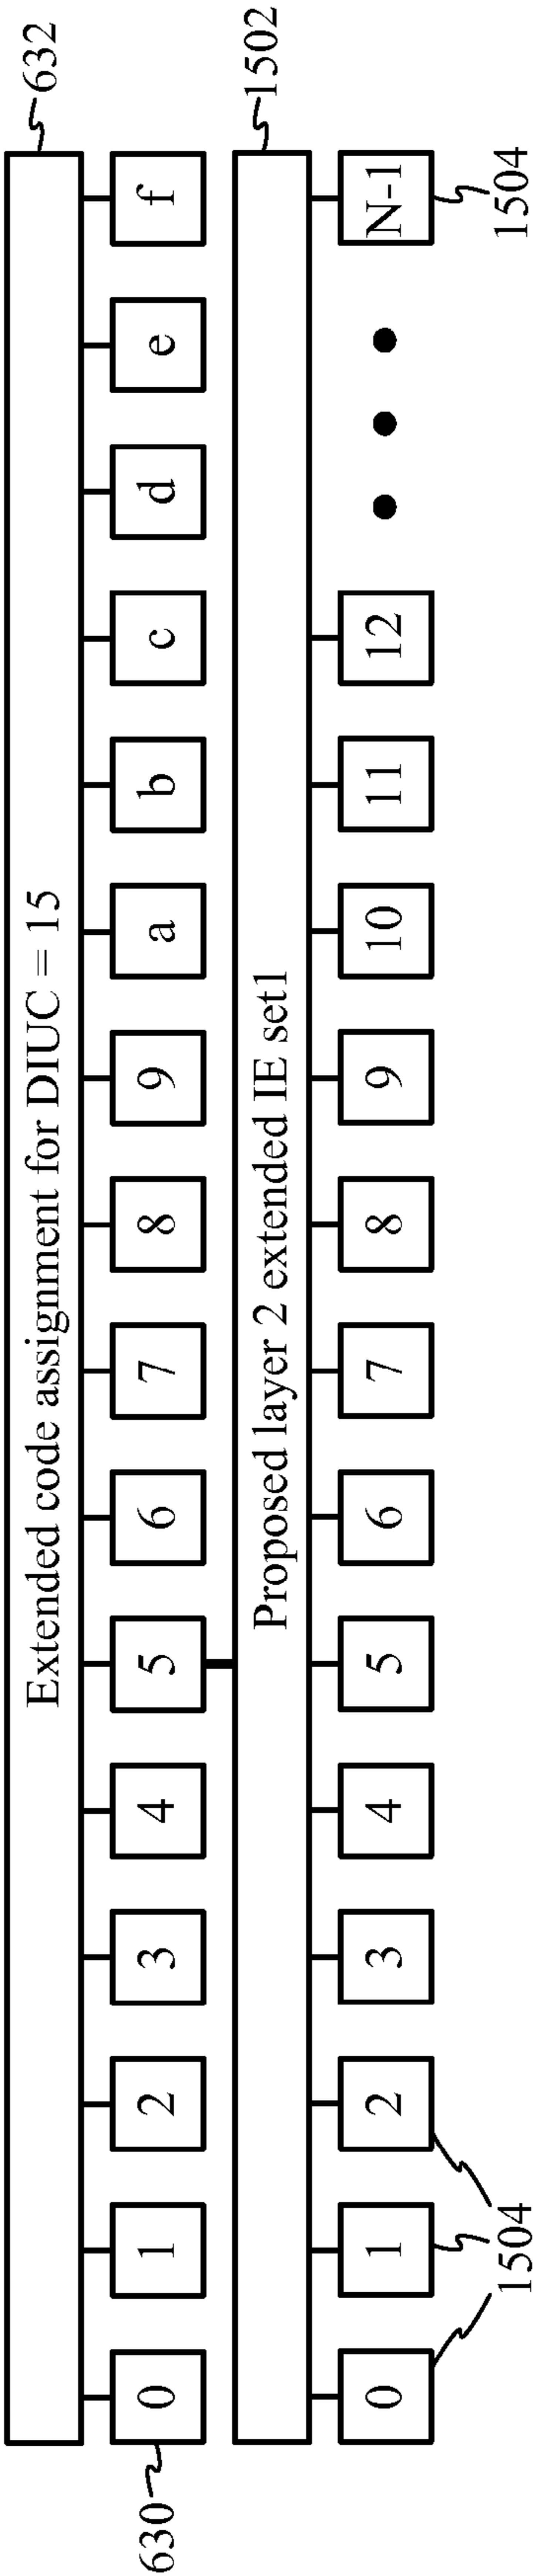 Extended code assignment for DIUC = 15
632
630
0 1 2 3 4 5 6 7 8 9 a b c d e f
Proposed layer 2 extended IE set1
1502
0 1 2 3 4 5 6 7 8 9 10 11 12 N-1
1504
1504